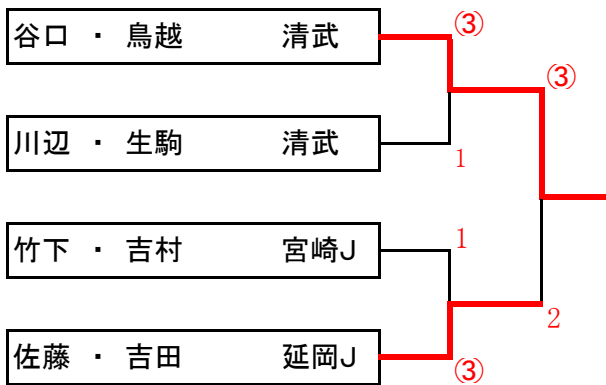 谷口 ・ 鳥越 清武
③
③
川辺 ・ 生駒 清武
1
竹下 ・ 吉村 宮崎J
1
2
佐藤 ・ 吉田 延岡J
③